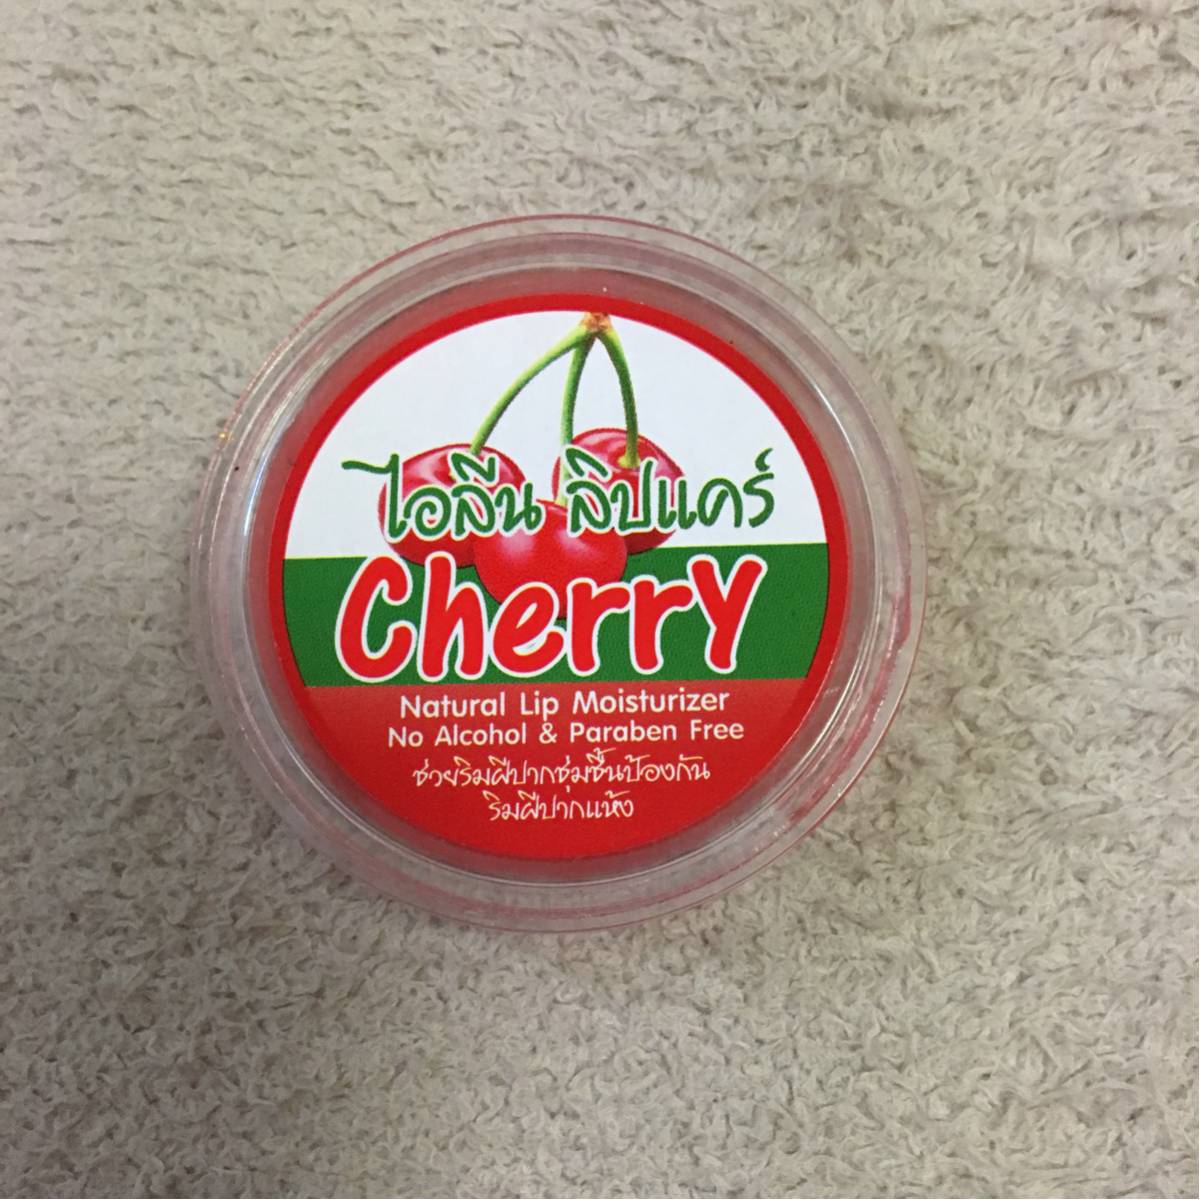 ไอลีน ลิปแคร์
Cherry
Natural Lip Moisturizer
No Alcohol & Paraben Free
ช่วยริมฝีปากชุ่มชื้นป้องกัน
ริมฝีปากแห้ง